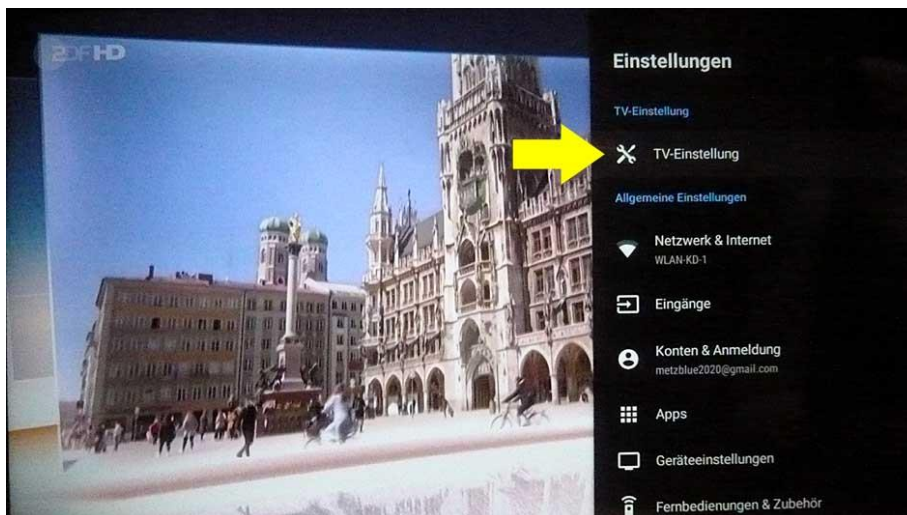 ZDF HD
Einstellungen
TV-Einstellung
TV-Einstellung
Allgemeine Einstellungen
Netzwerk & Internet
WLAN-KD-1
Eingänge
Konten & Anmeldung
metzblue2020@gmail.com
Apps
Geräteeinstellungen
Fernbedienungen & Zubehör